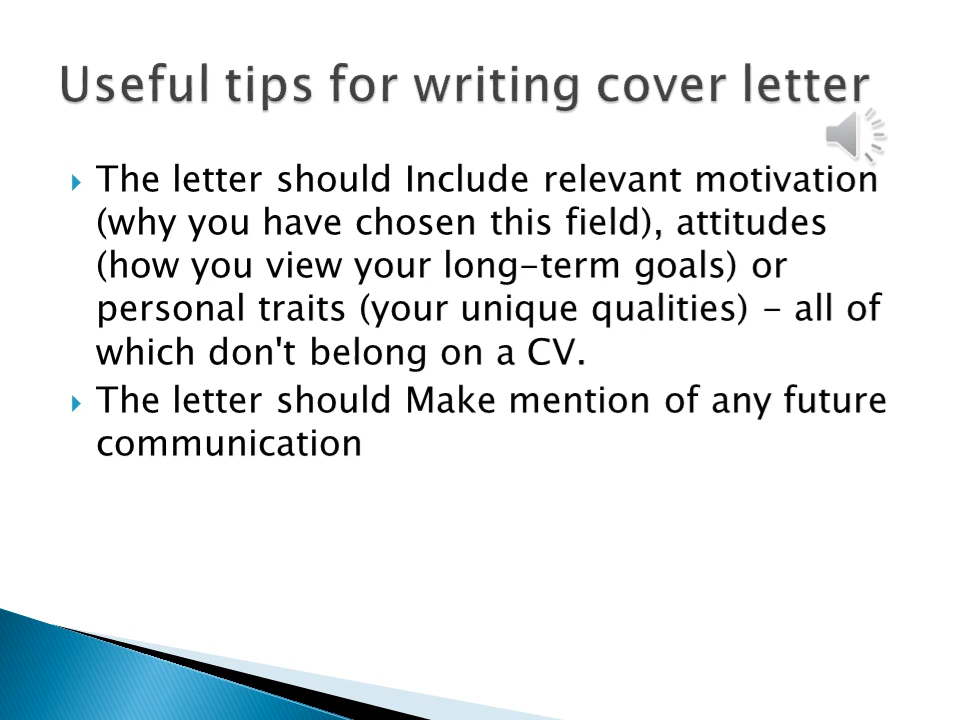 Useful tips for writing cover letter
The letter should Include relevant motivation
(why you have chosen this field), attitudes
(how you view your long-term goals) or
personal traits (your unique qualities) - all of
which don't belong on a CV.
The letter should Make mention of any future
communication